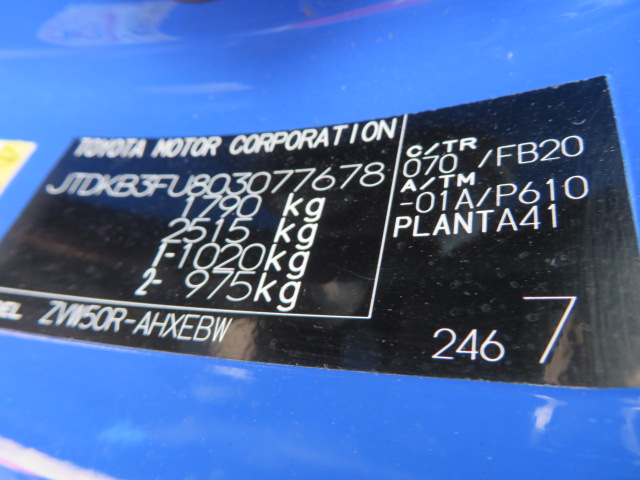 TOYOTA MOTOR CORPORATION
JTDKB3FU803077678
1790 kg
2515 kg
1-1020kg
2- 975kg
ZVW50R-AHXEBW
C/TR
070 /FB20
A/TM
-01A/P610
PLANTA41
246 7